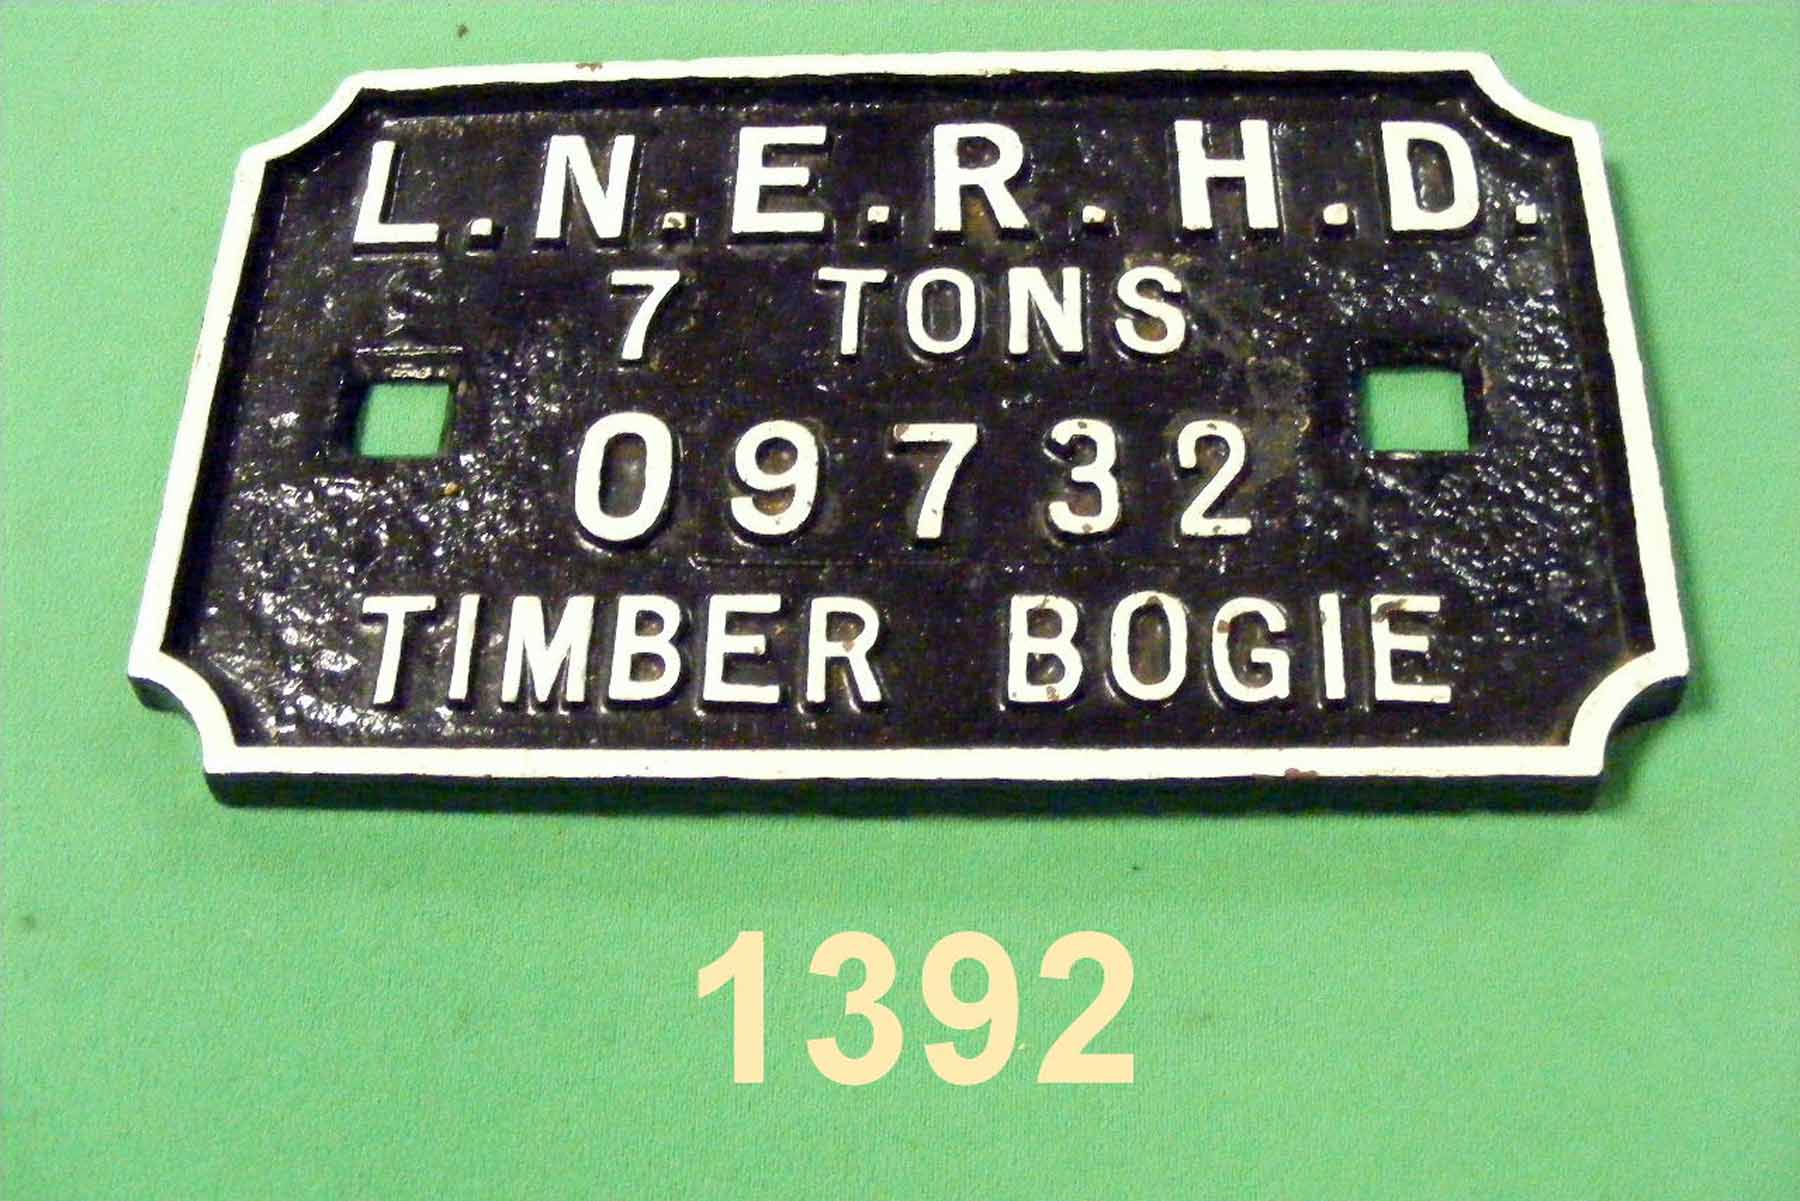 L.N.E.R.H.D.
7 TONS
09732
TIMBER BOGIE
1392